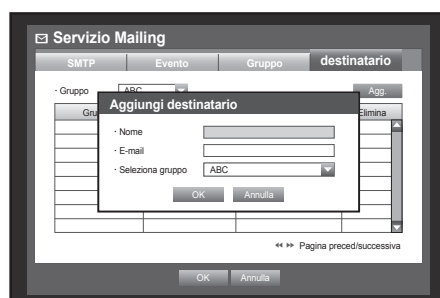 Servizio Mailing
SMTP Evento Gruppo destinatario
· Gruppo ABC Agg.
Elimina
Aggiungi destinatario
· Nome
· E-mail
· Seleziona gruppo ABC
OK Annulla
Pagina preced/successiva
OK Annulla